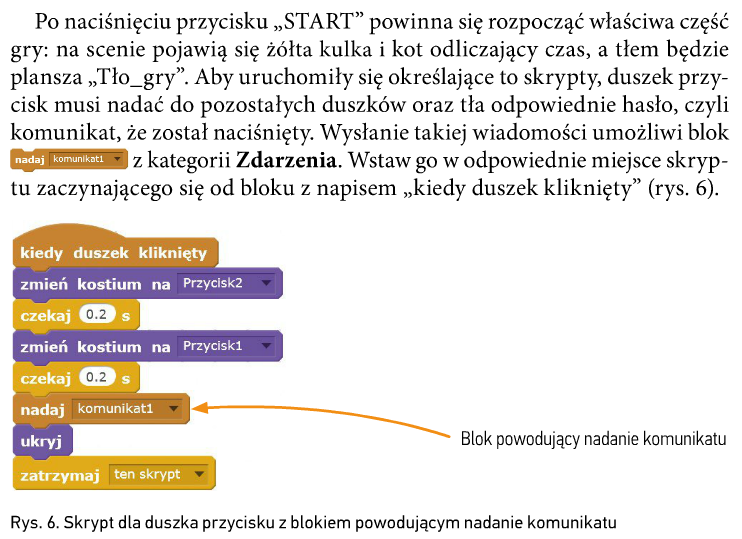 Po naciśnięciu przycisku „START” powinna się rozpocząć właściwa część
gry: na scenie pojawią się żółta kulka i kot odliczający czas, a tłem będzie
plansza „Tło_gry”. Aby uruchomiły się określające to skrypty, duszek przy-
cisk musi nadać do pozostałych duszków oraz tła odpowiednie hasło, czyli
komunikat, że został naciśnięty. Wysłanie takiej wiadomości umożliwi blok
nadaj komunikat1 z kategorii Zdarzenia. Wstaw go w odpowiednie miejsce skryp-
tu zaczynającego się od bloku z napisem „kiedy duszek kliknięty” (rys. 6).
kiedy duszek kliknięty
zmień kostium na Przycisk2
czekaj 0.2 s
zmień kostium na Przycisk1
czekaj 0.2 s
nadaj komunikat1
Blok powodujący nadanie komunikatu
ukryj
zatrzymaj ten skrypt
Rys. 6. Skrypt dla duszka przycisku z blokiem powodującym nadanie komunikatu